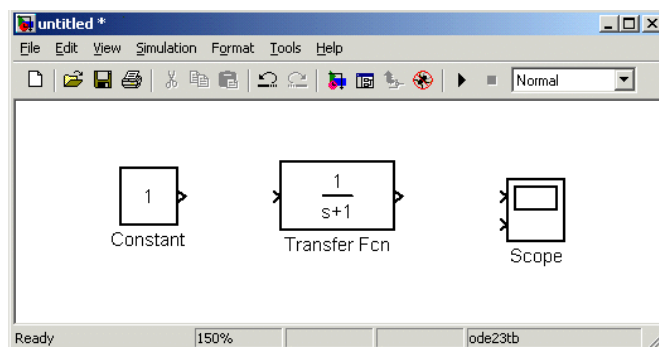 untitled *
File Edit View Simulation Format Tools Help
Normal
1
1
s+1
Constant
Transfer Fcn
Scope
Ready 150% ode23tb